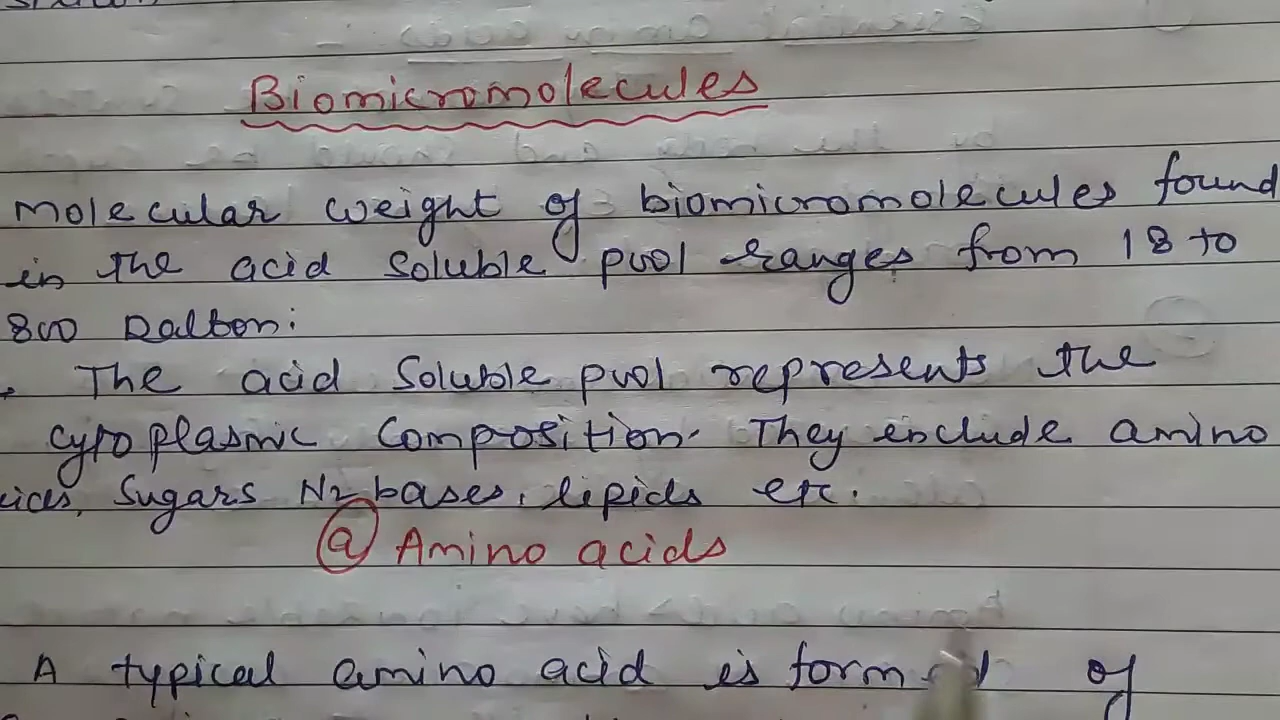 Biomicromolecules
molecular weight of biomicromolecules found
in the acid soluble pool ranges from 18 to
800 Dalton.
. The acid soluble pool represents the
cytoplasmic composition. They include amino
Sugars N2 bases, lipids etc.
(a) Amino acids
A typical amino acid is formed of